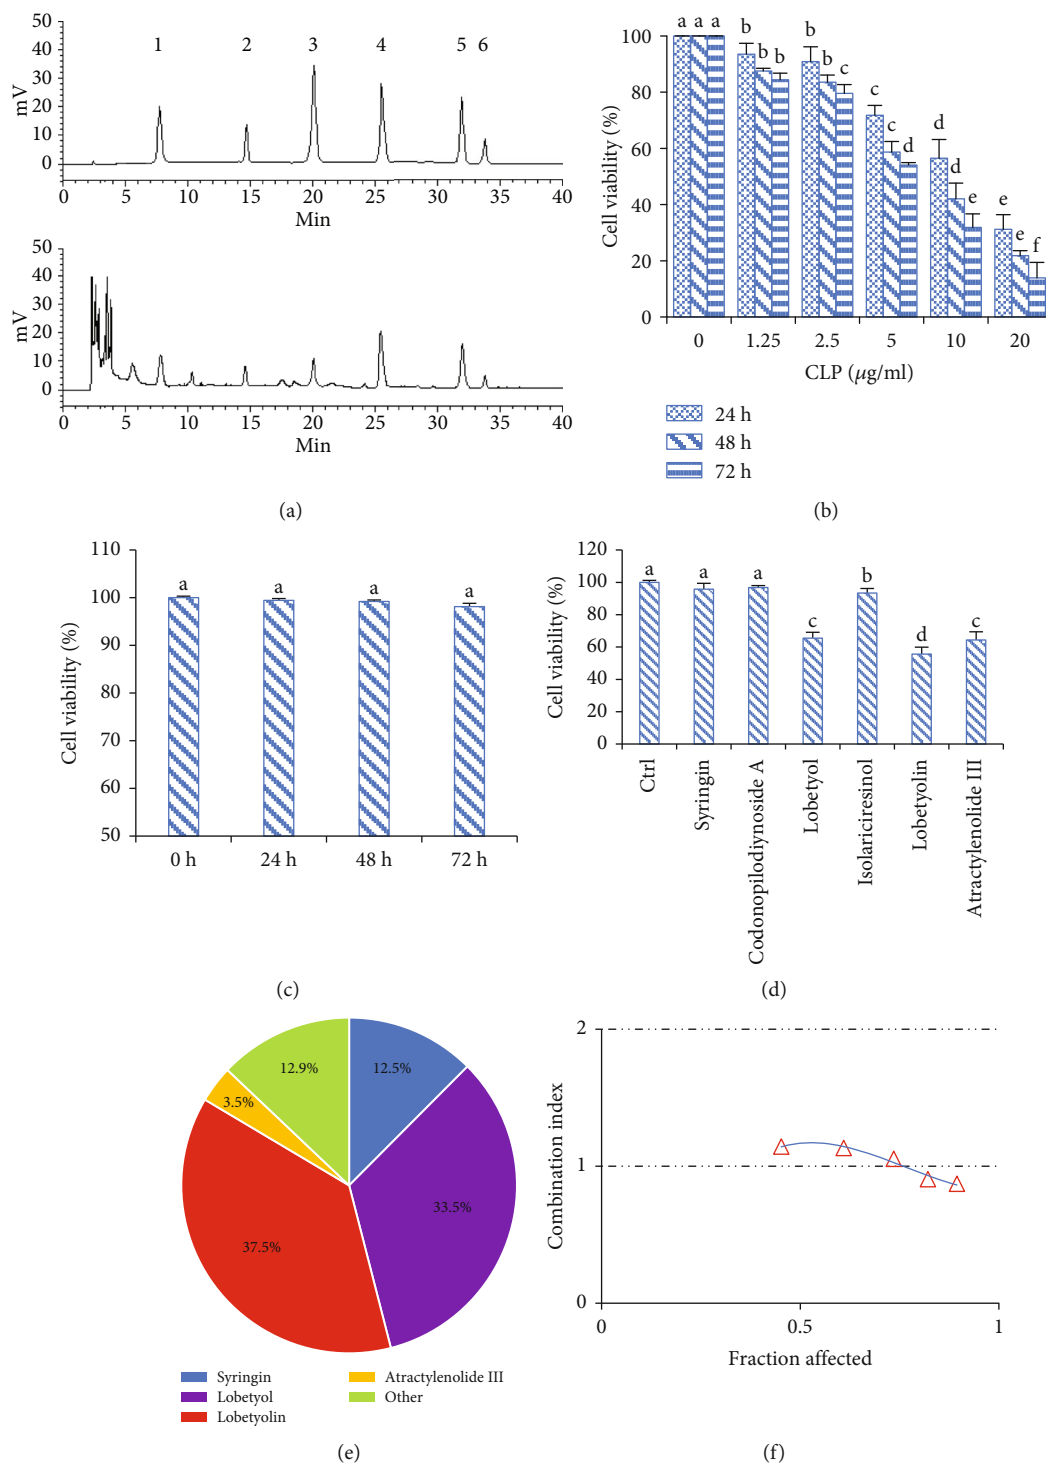 50
40
30
20
10
0
mV
1 2 3 4 5 6
0 5 10 15 20 25 30 35 40
Min
50
40
30
20
10
0
mV
0 5 10 15 20 25 30 35 40
Min
(a)
100
80
60
40
20
0
Cell viability (%)
a a a
b b b
b b c
c c d
d d e
e e f
0 1.25 2.5 5 10 20
CLP (μg/ml)
24 h
48 h
72 h
(b)
110
100
90
80
70
60
50
Cell viability (%)
a a a a
0 h 24 h 48 h 72 h
(c)
120
100
80
60
40
20
0
Cell viability (%)
a a a c b d c
Ctrl
Syringin
Codonopilodiynoside A
Lobetyol
Isolariciresinol
Lobetyolin
Atractylenolide III
(d)
12.9%
12.5%
3.5%
33.5%
37.5%
Syringin
Lobetyol
Lobetyolin
Atractylenolide III
Other
(e)
2
1
0
Combination index
0 0.5 1
Fraction affected
(f)